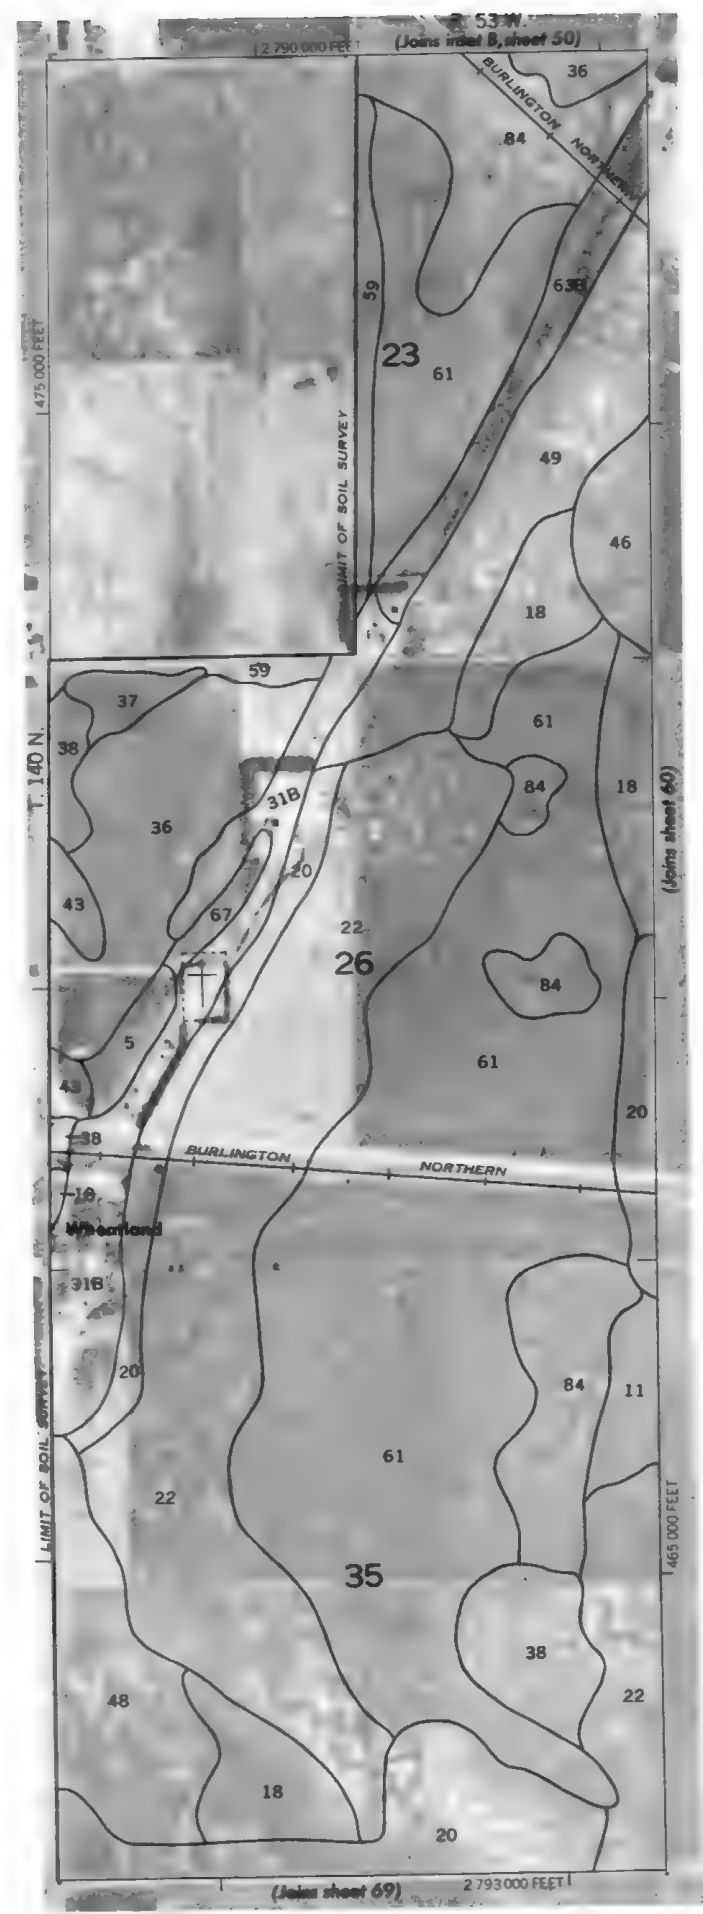 R. 53 W.
2 790 000 FEET
(Joins inset B, sheet 50)
36
BURLINGTON NORTHERN
84
59
63B
23
61
475 000 FEET
LIMIT OF SOIL SURVEY
49
46
18
59
37
61
38
T. 140 N.
84
18
31B
36
(Joins sheet 60)
20
43
67
22
26
84
5
61
43
20
38
BURLINGTON NORTHERN
18
Wheatland
31B
20
84
11
LIMIT OF SOIL SURVEY
61
22
465 000 FEET
35
38
48
22
18
20
(Joins sheet 69)
2 793 000 FEET